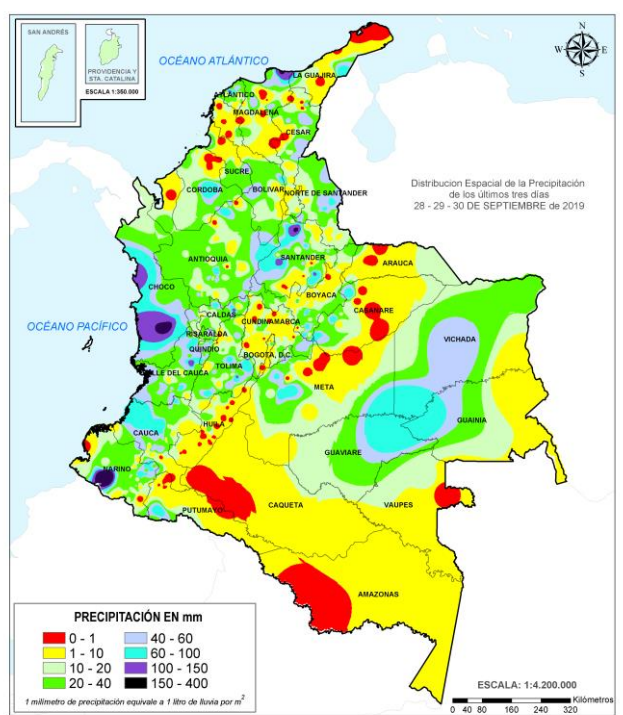 SAN ANDRÉS
PROVIDENCIA Y
STA. CATALINA
ESCALA 1:350.000
OCÉANO ATLÁNTICO
N
W
E
S
LA GUAJIRA
ATLÁNTICO
MAGDALENA
CESAR
SUCRE
CORDOBA
BOLIVAR
NORTE DE SANTANDER
Distribucion Espacial de la Precipitación
de los últimos tres días
28 - 29 - 30 DE SEPTIEMBRE de 2019
ANTIOQUIA
SANTANDER
ARAUCA
CHOCO
BOYACA
CASANARE
OCÉANO PACÍFICO
CALDAS
CUNDINAMARCA
RISARALDA
VICHADA
QUINDIO
BOGOTA, D.C.
VALLE DEL CAUCA
TOLIMA
META
GUAINIA
CAUCA
HUILA
GUAVIARE
NARIÑO
CAQUETA
VAUPES
PUTUMAYO
AMAZONAS
PRECIPITACIÓN EN mm
0 - 1
40 - 60
1 - 10
60 - 100
10 - 20
100 - 150
20 - 40
150 - 400
1 milimetro de precipitación equivale a 1 litro de lluvia por m²
ESCALA: 1:4.200.000
Kilómetros
0 40 80 160 240 320